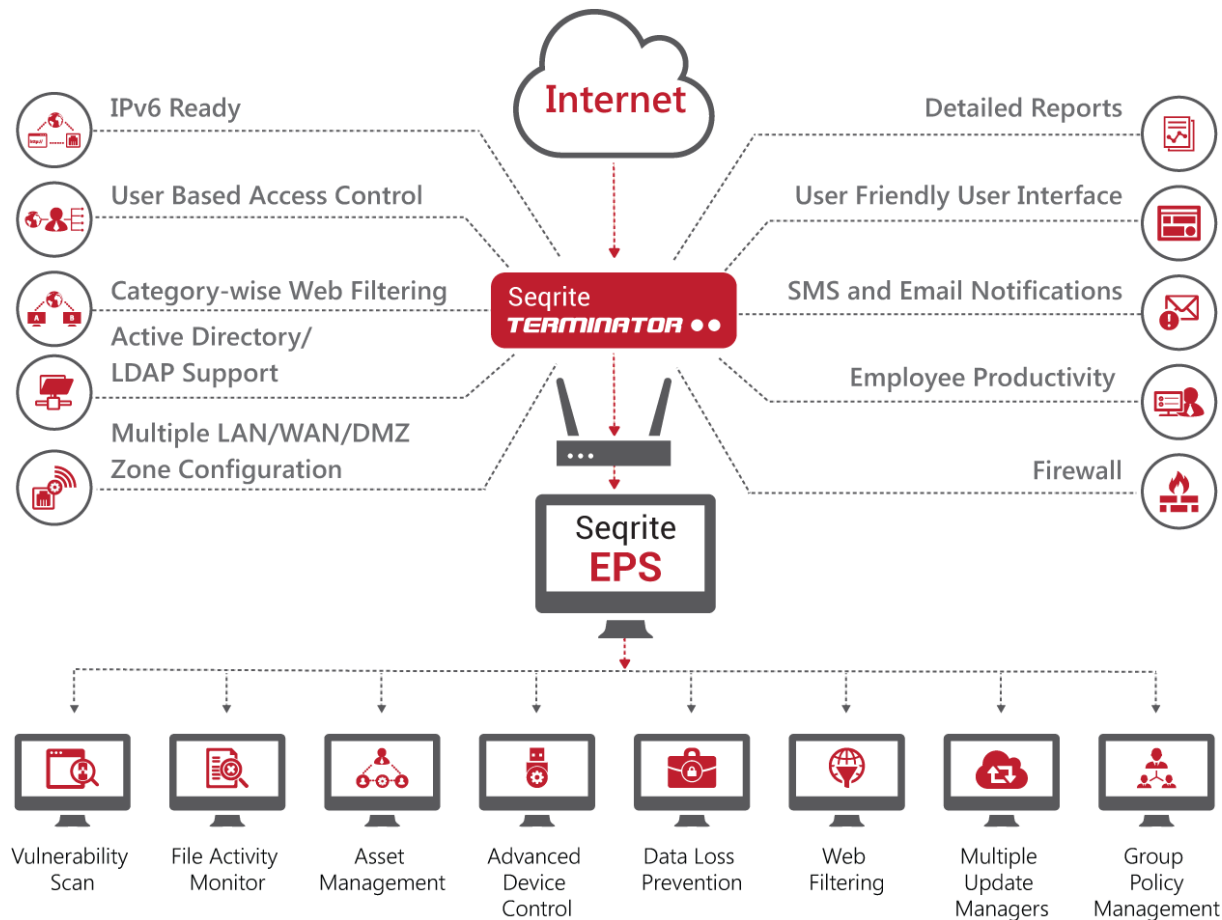 Internet
IPv6 Ready
User Based Access Control
Category-wise Web Filtering
Active Directory/
LDAP Support
Multiple LAN/WAN/DMZ
Zone Configuration
Detailed Reports
User Friendly User Interface
SMS and Email Notifications
Employee Productivity
Firewall
Seqrite
TERMINATOR
Seqrite
EPS
A
B
Vulnerability
Scan
File Activity
Monitor
Asset
Management
Advanced
Device
Control
Data Loss
Prevention
Web
Filtering
Multiple
Update
Managers
Group
Policy
Management